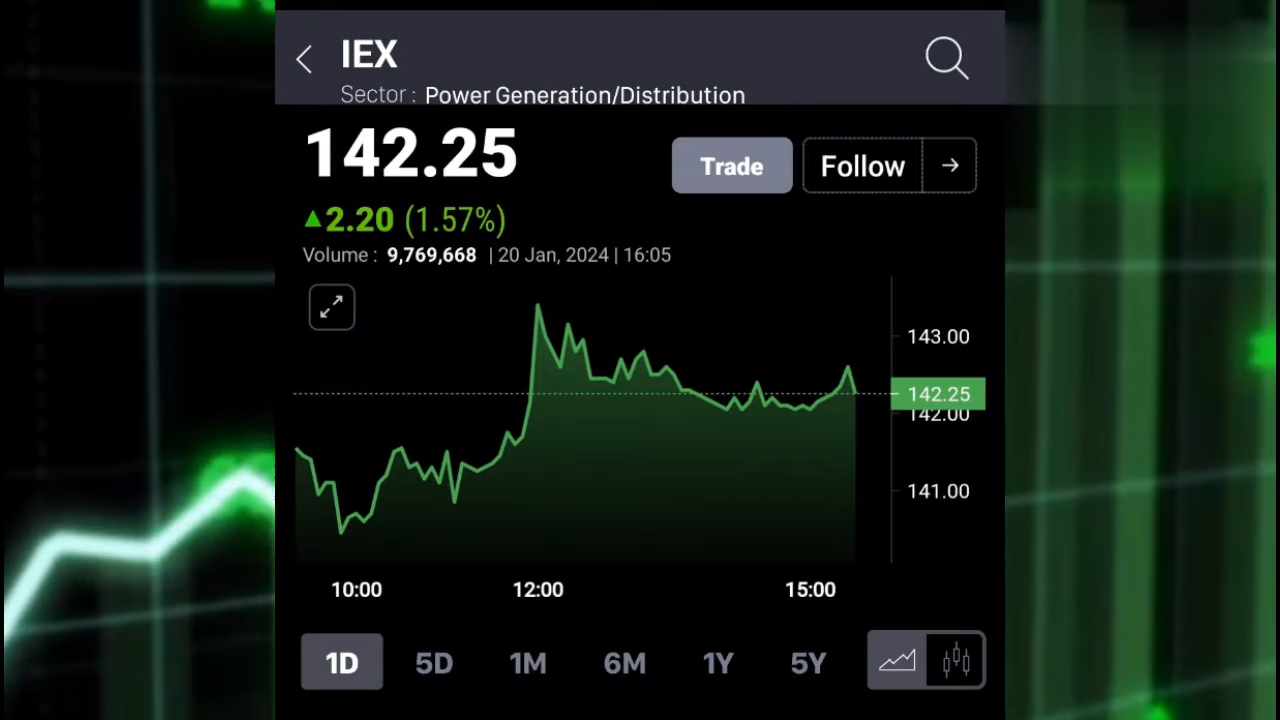 IEX
Sector : Power Generation/Distribution
142.25
Trade
Follow →
▲2.20 (1.57%)
Volume : 9,769,668 | 20 Jan, 2024 | 16:05
143.00
142.25
142.00
141.00
10:00 12:00 15:00
1D 5D 1M 6M 1Y 5Y